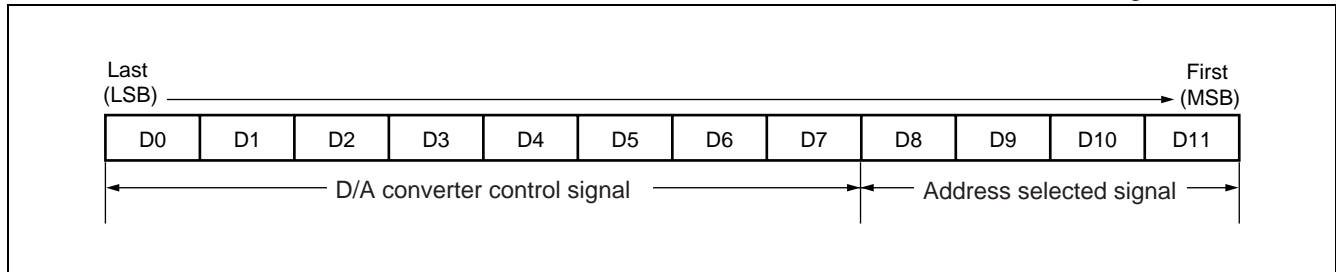 Last
(LSB)
First
(MSB)
D0 D1 D2 D3 D4 D5 D6 D7 D8 D9 D10 D11
D/A converter control signal
Address selected signal